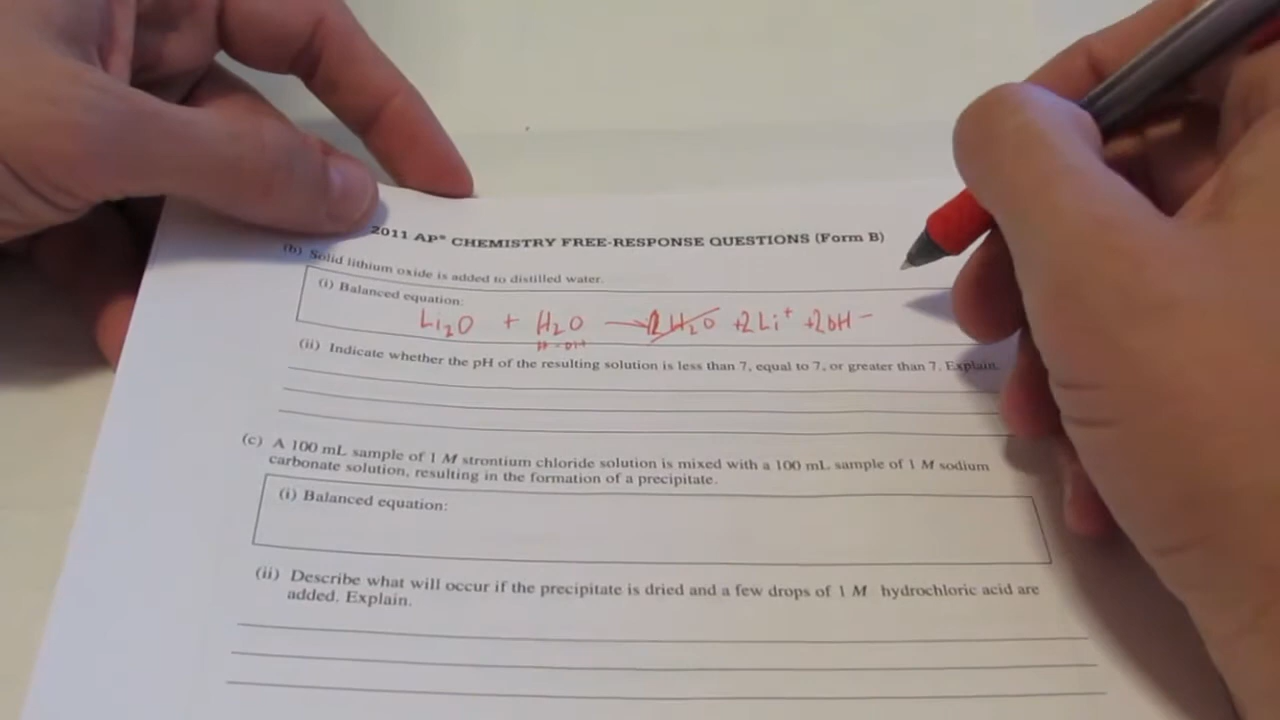 2011 AP® CHEMISTRY FREE-RESPONSE QUESTIONS (Form B)
(b) Solid lithium oxide is added to distilled water.
(i) Balanced equation:
Li₂O + H₂O → 2H₂O +2Li⁺ +2OH⁻
H-OH
(ii) Indicate whether the pH of the resulting solution is less than 7, equal to 7, or greater than 7. Explain.
(c) A 100 mL sample of 1 M strontium chloride solution is mixed with a 100 mL sample of 1 M sodium
carbonate solution, resulting in the formation of a precipitate.
(i) Balanced equation:
(ii) Describe what will occur if the precipitate is dried and a few drops of 1 M hydrochloric acid are
added. Explain.